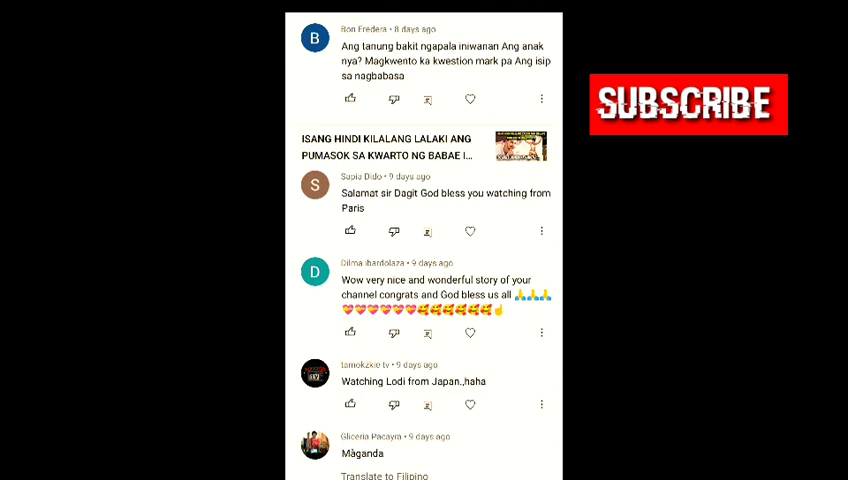 B
Bon Eredera • 8 days ago
Ang tanung bakit ngapala iniwanan Ang anak
nya? Magkwento ka kwestion mark pa Ang isip
sa nagbabasa
SUBSCRIBE
ISANG HINDI KILALANG LALAKI ANG
PUMASOK SA KWARTO NG BABAE I...
S
Sapia Dido • 9 days ago
Salamat sir Dagit God bless you watching from
Paris
D
Dilma ibardolaza • 9 days ago
Wow very nice and wonderful story of your
channel congrats and God bless us all 🙏🙏🙏
💝💝💝💝💝💝🥰🥰🥰🥰🥰🥰☝
tamokzkie tv • 9 days ago
Watching Lodi from Japan.,haha
Gliceria Pacayra • 9 days ago
Màganda
Translate to Filipino